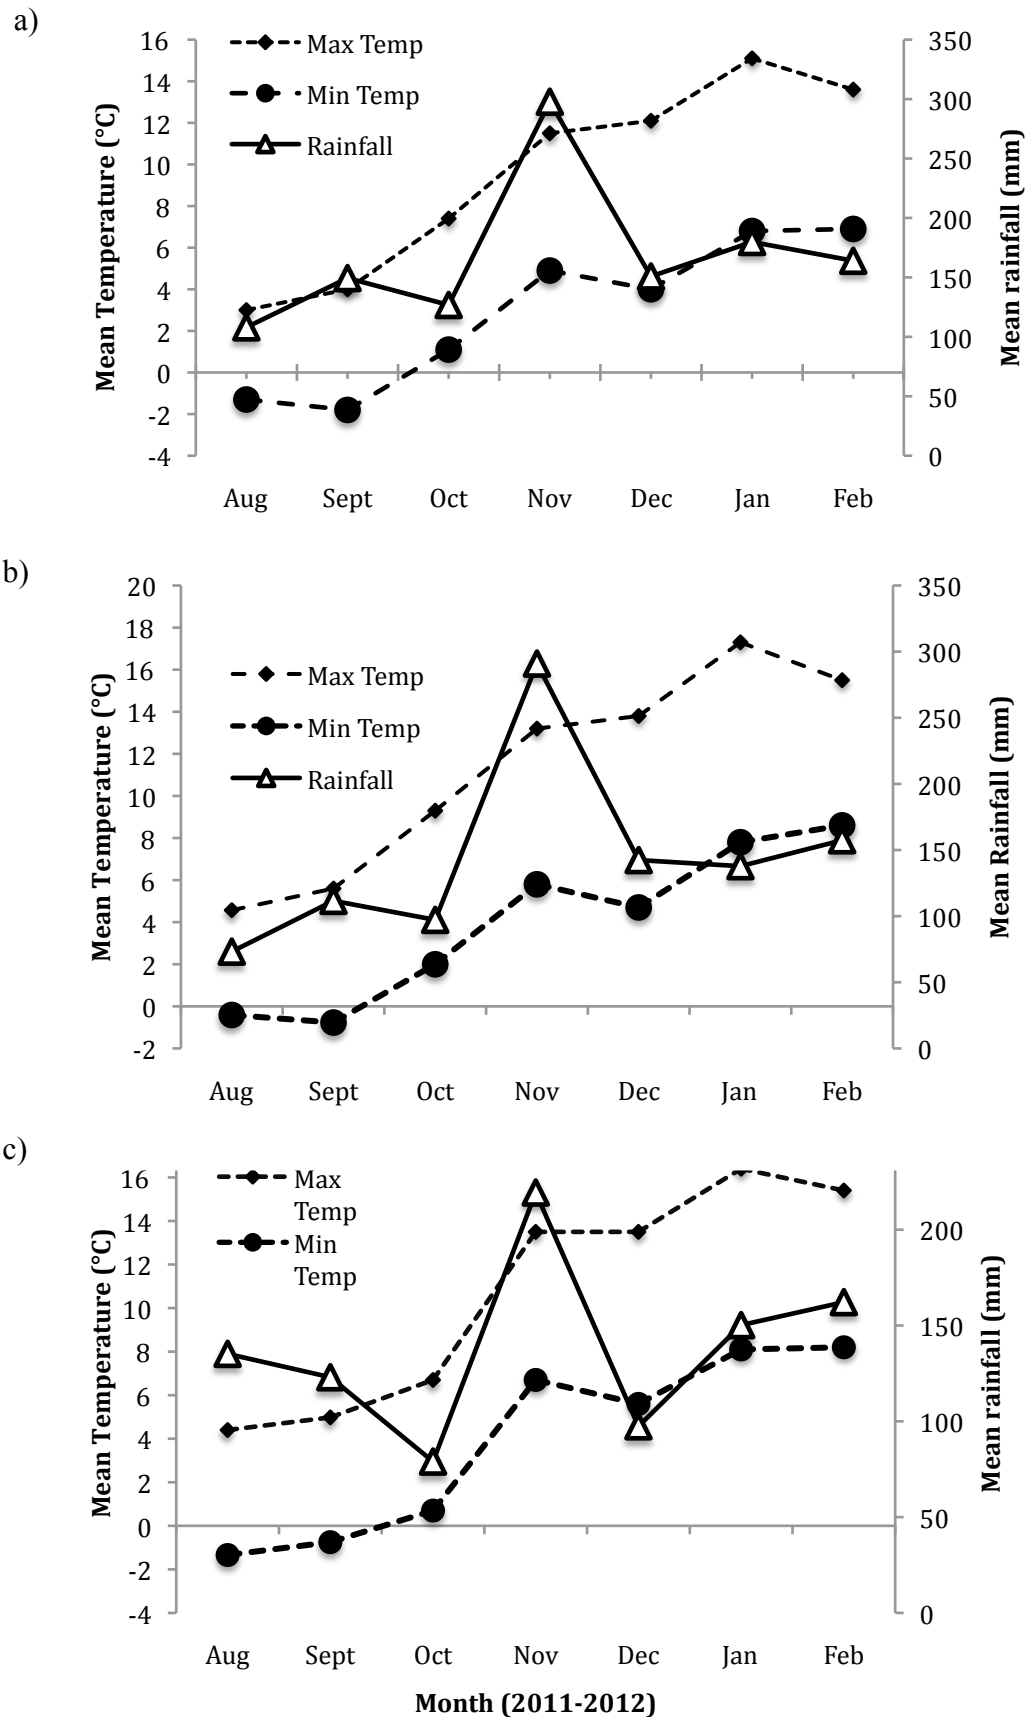 a)
16
14
12
10
8
6
4
2
0
-2
-4
Mean Temperature (°C)
Max Temp
Min Temp
Rainfall
350
300
250
200
150
100
50
0
Mean rainfall (mm)
Aug Sept Oct Nov Dec Jan Feb
b)
20
18
16
14
12
10
8
6
4
2
0
-2
Mean Temperature (°C)
Max Temp
Min Temp
Rainfall
350
300
250
200
150
100
50
0
Mean Rainfall (mm)
Aug Sept Oct Nov Dec Jan Feb
c)
16
14
12
10
8
6
4
2
0
-2
-4
Mean Temperature (°C)
Max
Temp
Min
Temp
200
150
100
50
0
Mean rainfall (mm)
Aug Sept Oct Nov Dec Jan Feb
Month (2011-2012)